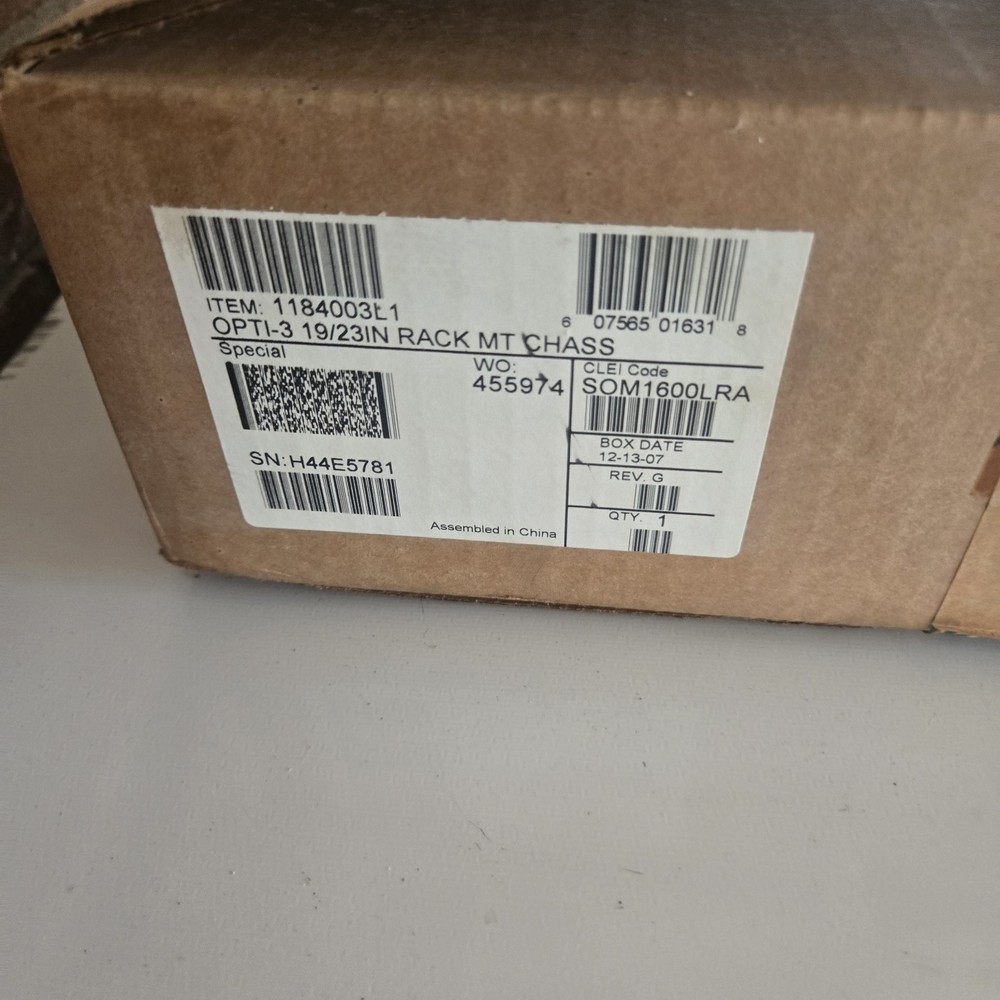 ITEM: 1184003L1
OPTI-3 19/23IN RACK MT CHASS
6 07565 01631 8
Special
WO:
455974
SN:H44E5781
Assembled in China
CLEI Code
SOM1600LRA
BOX DATE
12-13-07
REV. G
QTY. 1